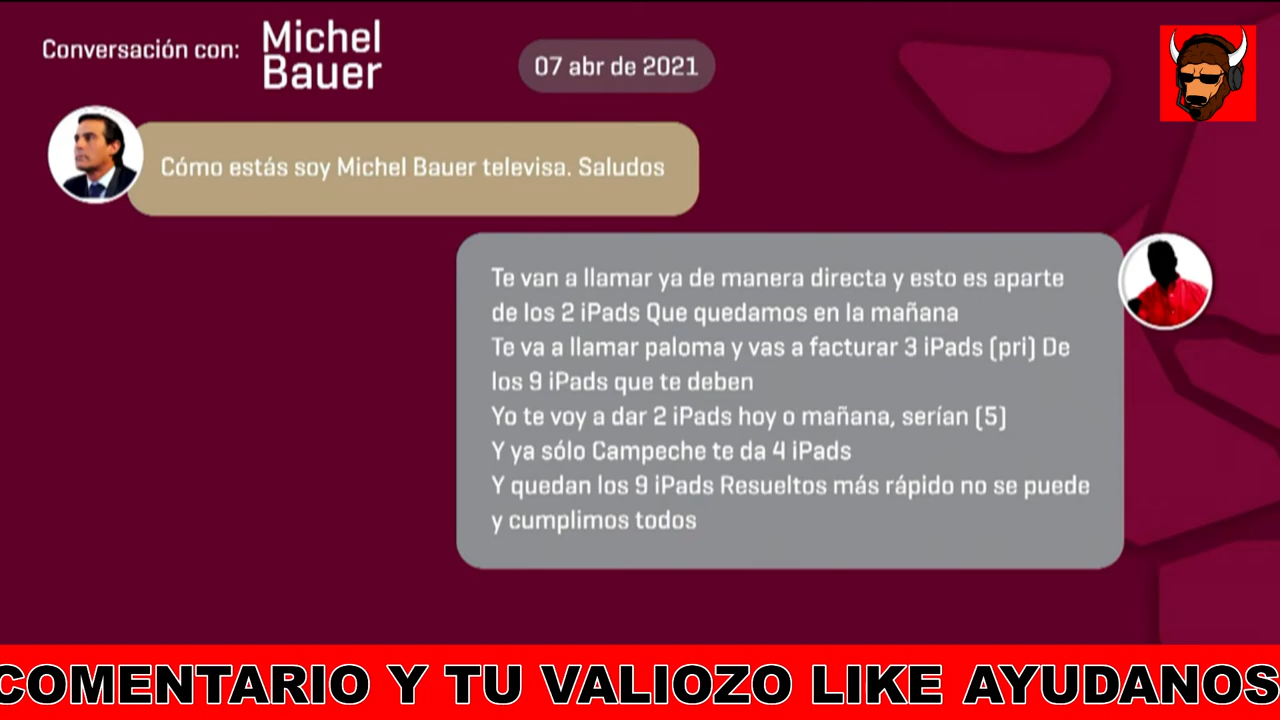 Conversación con:
Michel
Bauer
07 abr de 2021
Cómo estás soy Michel Bauer televisa. Saludos
Te van a llamar ya de manera directa y esto es aparte
de los 2 iPads Que quedamos en la mañana
Te va a llamar paloma y vas a facturar 3 iPads (pri) De
los 9 iPads que te deben
Yo te voy a dar 2 iPads hoy o mañana, serían (5)
Y ya sólo Campeche te da 4 iPads
Y quedan los 9 iPads Resueltos más rápido no se puede
y cumplimos todos
COMENTARIO Y TU VALIOZO LIKE AYUDANOS